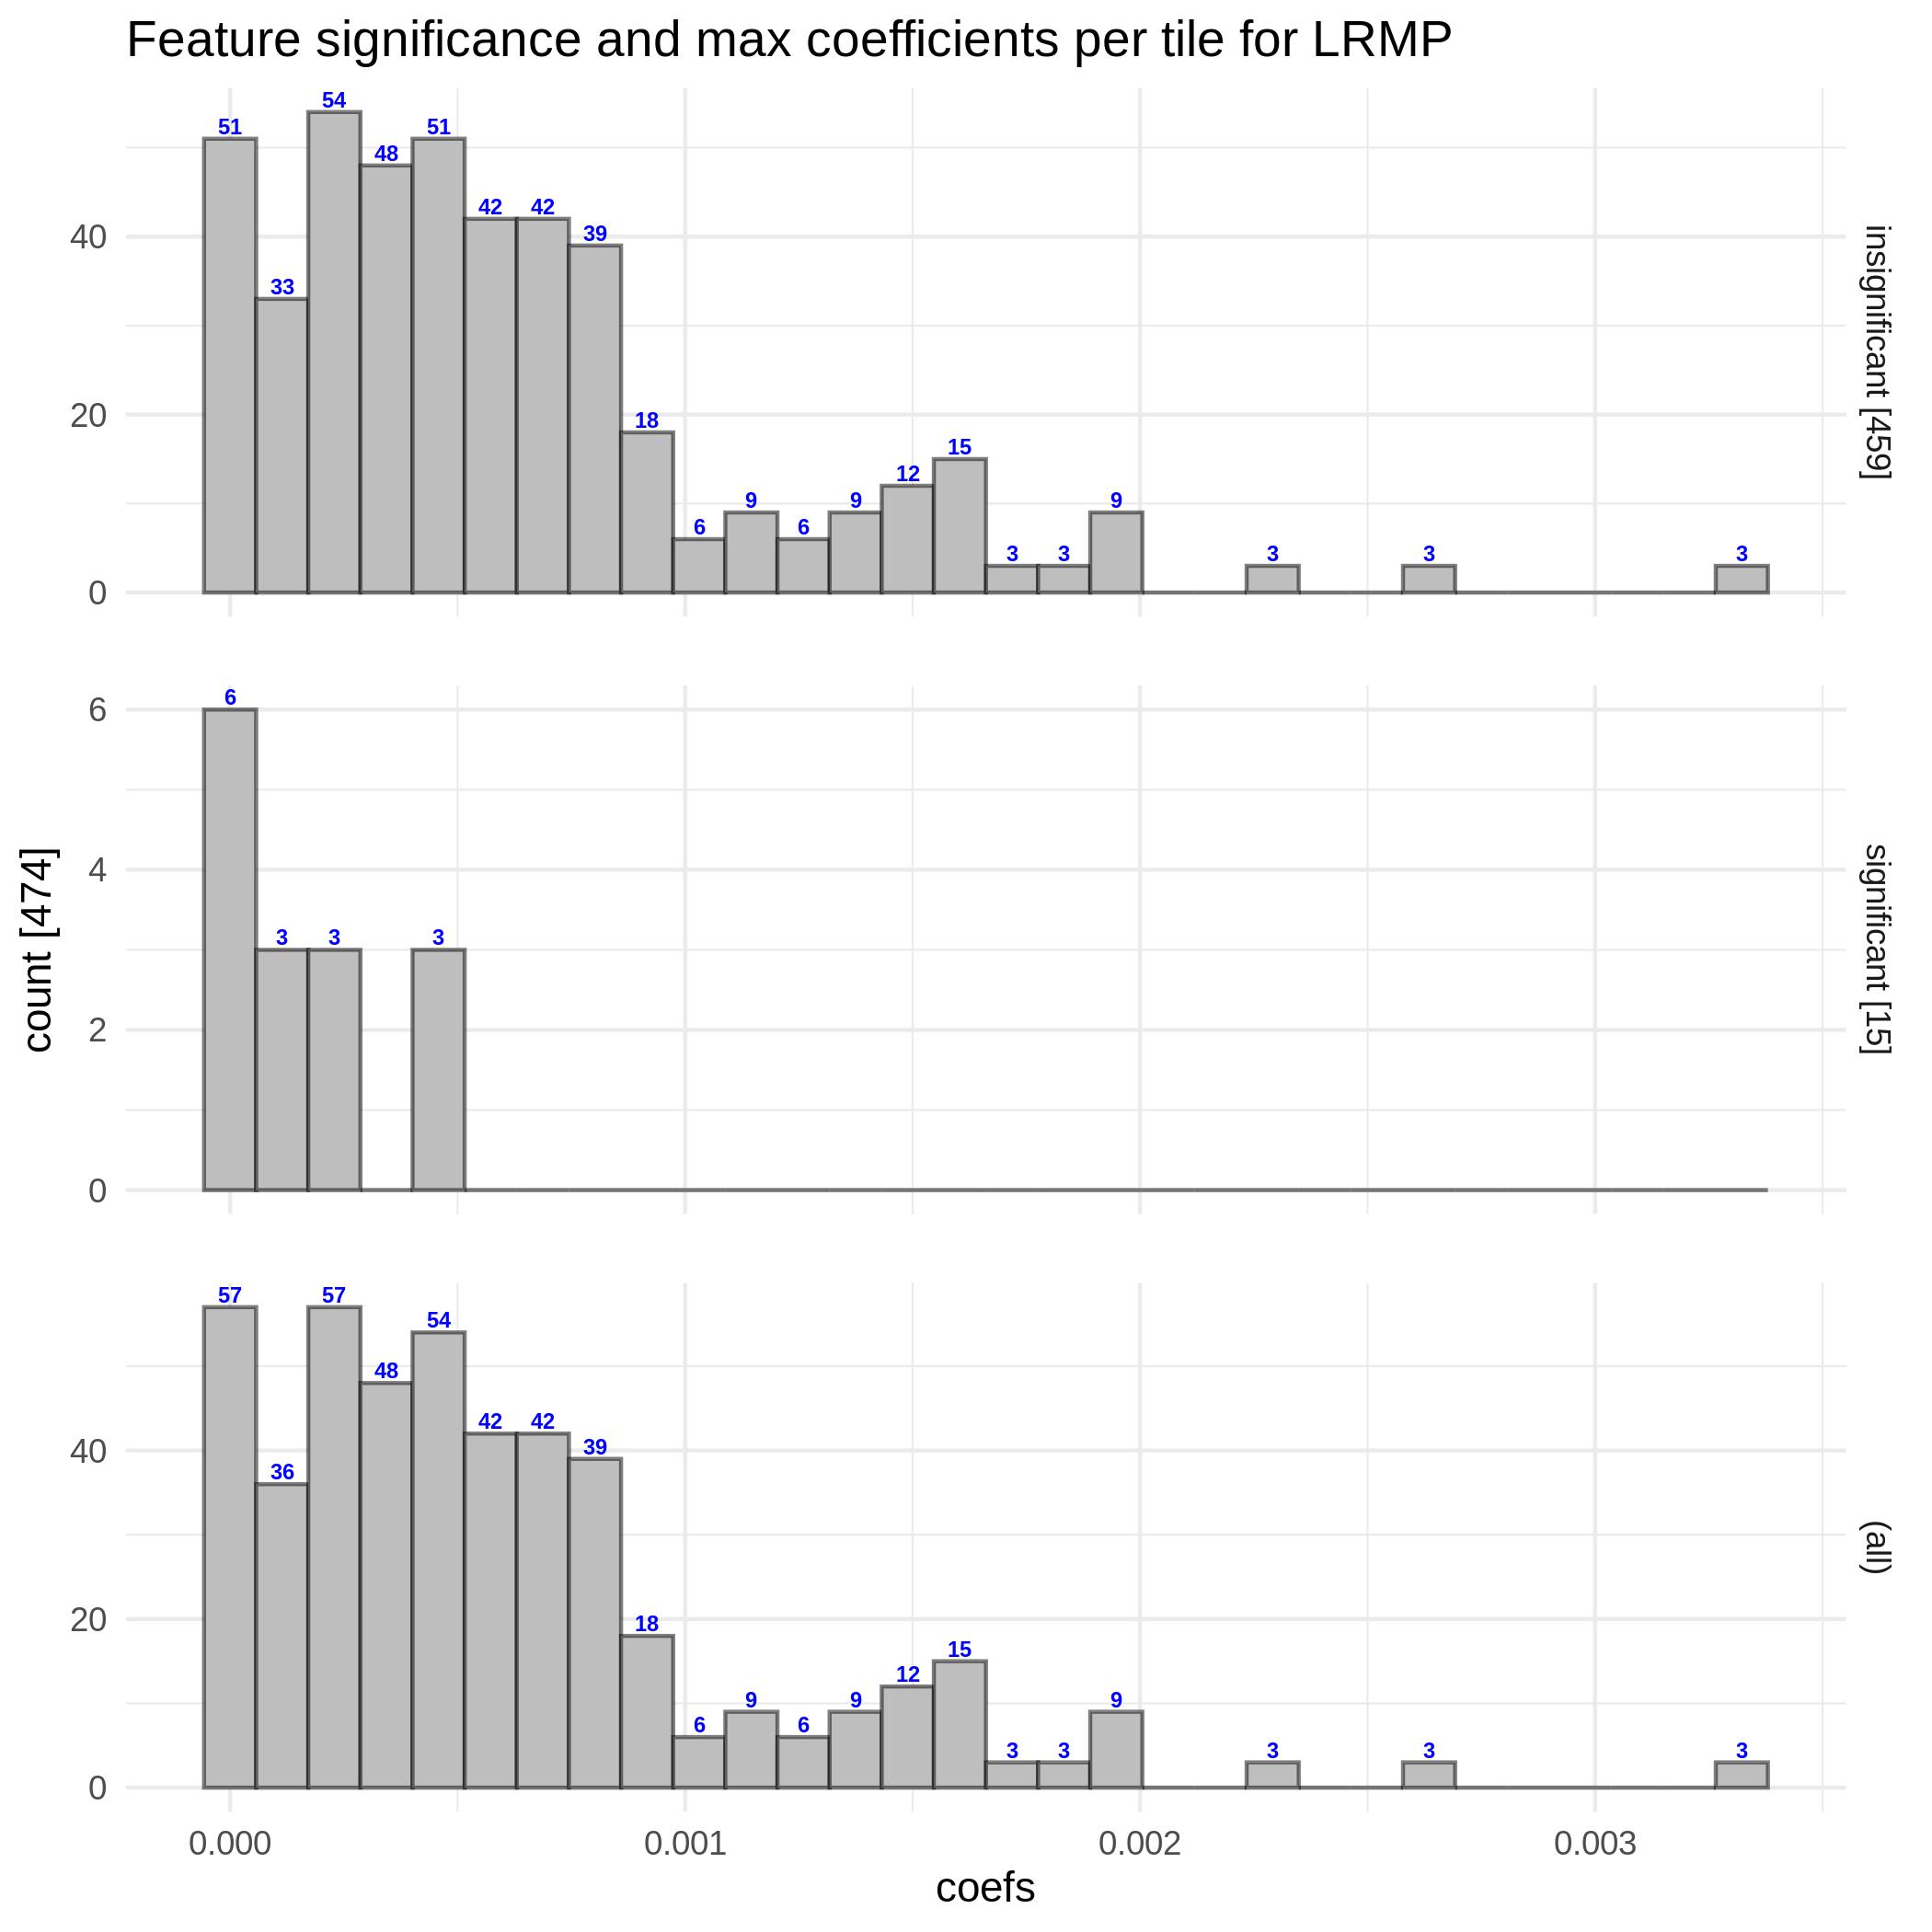 Feature significance and max coefficients per tile for LRMP
51 33 54 48 51 42 42 39 18 6 9 6 9 12 15 3 3 9 3 3 3
40
20
0
insignificant [459]
6 3 3 3
6
4
2
0
significant [15]
count [474]
57 36 57 48 54 42 42 39 18 6 9 6 9 12 15 3 3 9 3 3 3
40
20
0
(all)
0.000 0.001 0.002 0.003
coefs